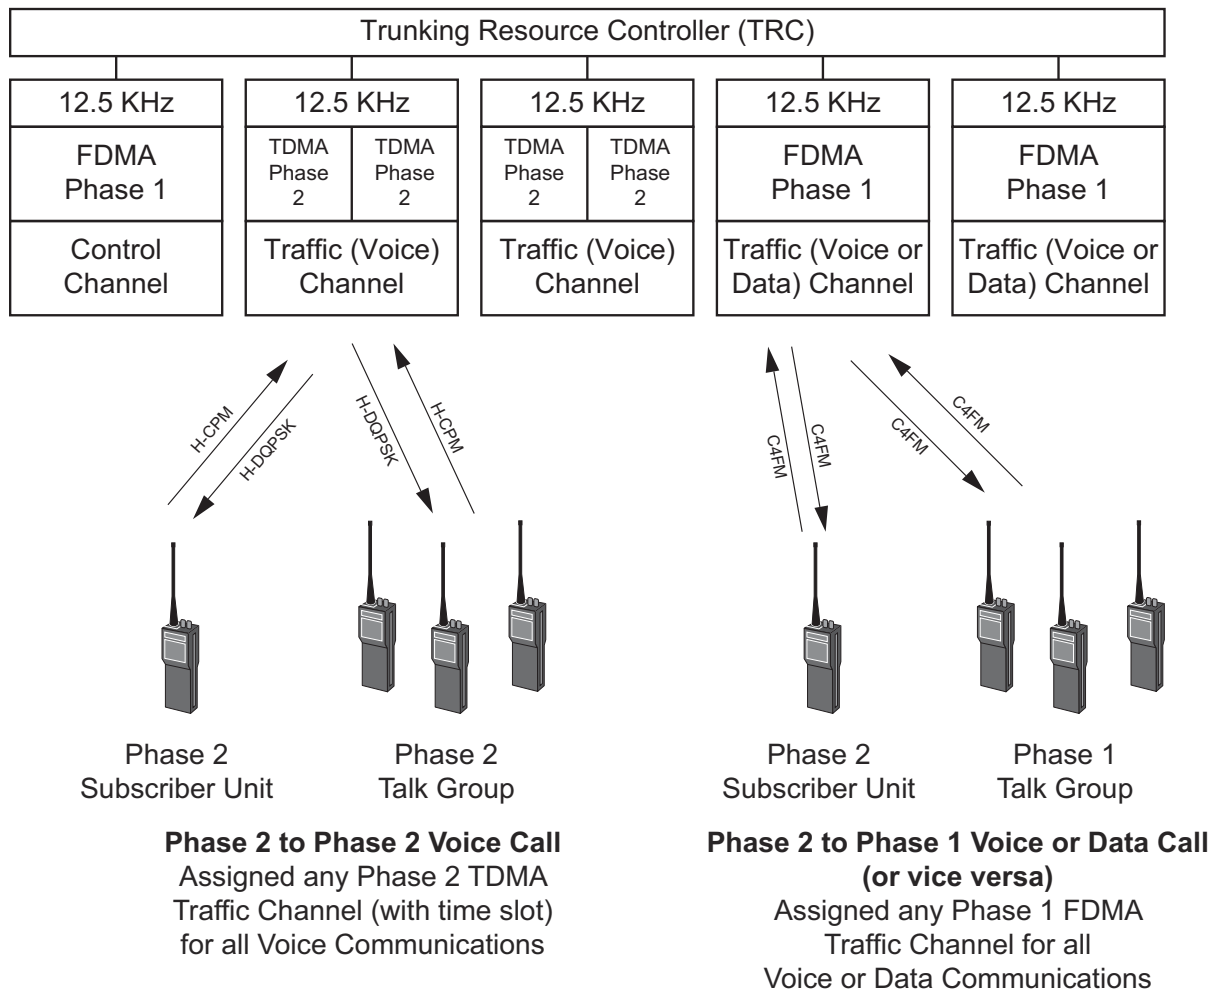 Trunking Resource Controller (TRC)
12.5 KHz
FDMA
Phase 1
Control
Channel
12.5 KHz
TDMA
Phase
2
TDMA
Phase
2
Traffic (Voice)
Channel
12.5 KHz
TDMA
Phase
2
TDMA
Phase
2
Traffic (Voice)
Channel
12.5 KHz
FDMA
Phase 1
Traffic (Voice or
Data) Channel
12.5 KHz
FDMA
Phase 1
Traffic (Voice or
Data) Channel
H-CPM
H-DQPSK
H-DQPSK
H-CPM
C4FM
C4FM
C4FM
C4FM
Phase 2
Subscriber Unit
Phase 2
Talk Group
Phase 2 to Phase 2 Voice Call
Assigned any Phase 2 TDMA
Traffic Channel (with time slot)
for all Voice Communications
Phase 2
Subscriber Unit
Phase 1
Talk Group
Phase 2 to Phase 1 Voice or Data Call
(or vice versa)
Assigned any Phase 1 FDMA
Traffic Channel for all
Voice or Data Communications